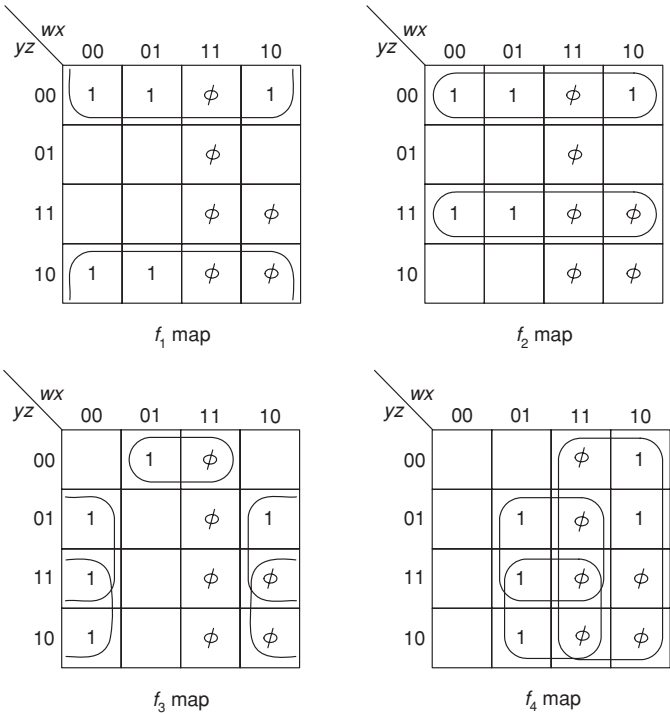 wx
yz 00 01 11 10
00 1 1 ϕ 1
01 ϕ
11 ϕ ϕ
10 1 1 ϕ ϕ
f₁ map
wx
yz 00 01 11 10
00 1 1 ϕ 1
01 ϕ
11 1 1 ϕ ϕ
10 ϕ ϕ
f₂ map
wx
yz 00 01 11 10
00 1 ϕ
01 1 ϕ 1
11 1 ϕ ϕ
10 1 ϕ ϕ
f₃ map
wx
yz 00 01 11 10
00 ϕ 1
01 1 ϕ 1
11 1 ϕ ϕ
10 1 ϕ ϕ
f₄ map